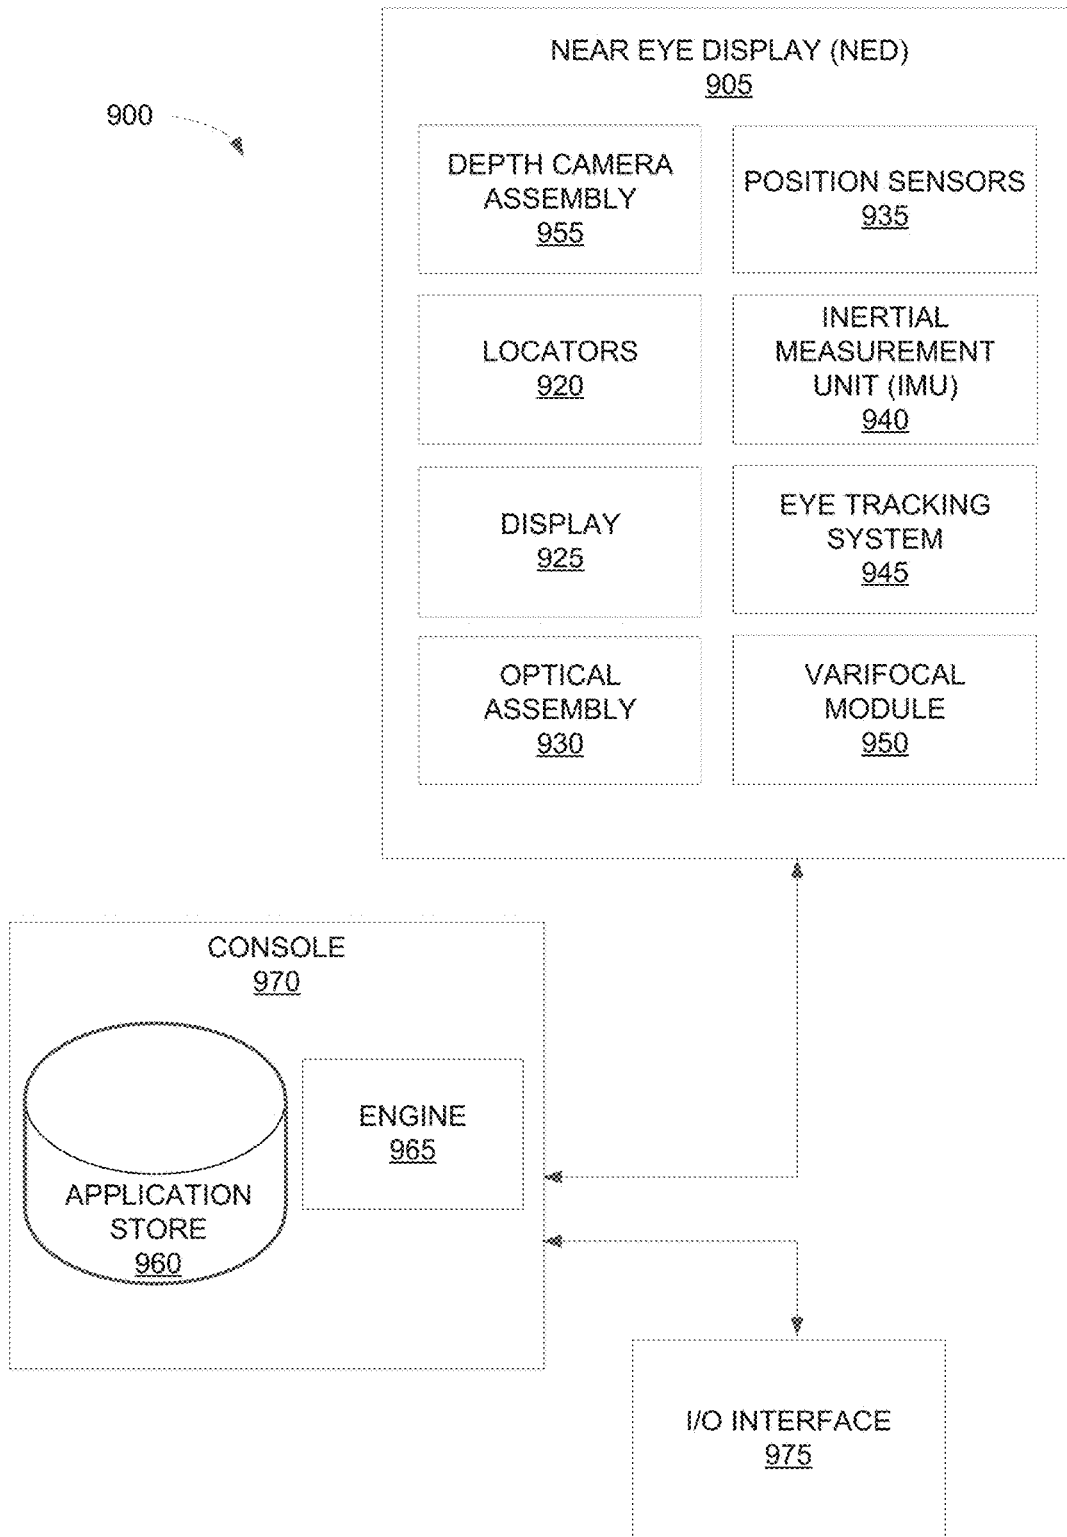 NEAR EYE DISPLAY (NED)
905
900
DEPTH CAMERA
ASSEMBLY
955
POSITION SENSORS
935
LOCATORS
920
INERTIAL
MEASUREMENT
UNIT (IMU)
940
DISPLAY
925
EYE TRACKING
SYSTEM
945
OPTICAL
ASSEMBLY
930
VARIFOCAL
MODULE
950
CONSOLE
970
APPLICATION
STORE
960
ENGINE
965
I/O INTERFACE
975